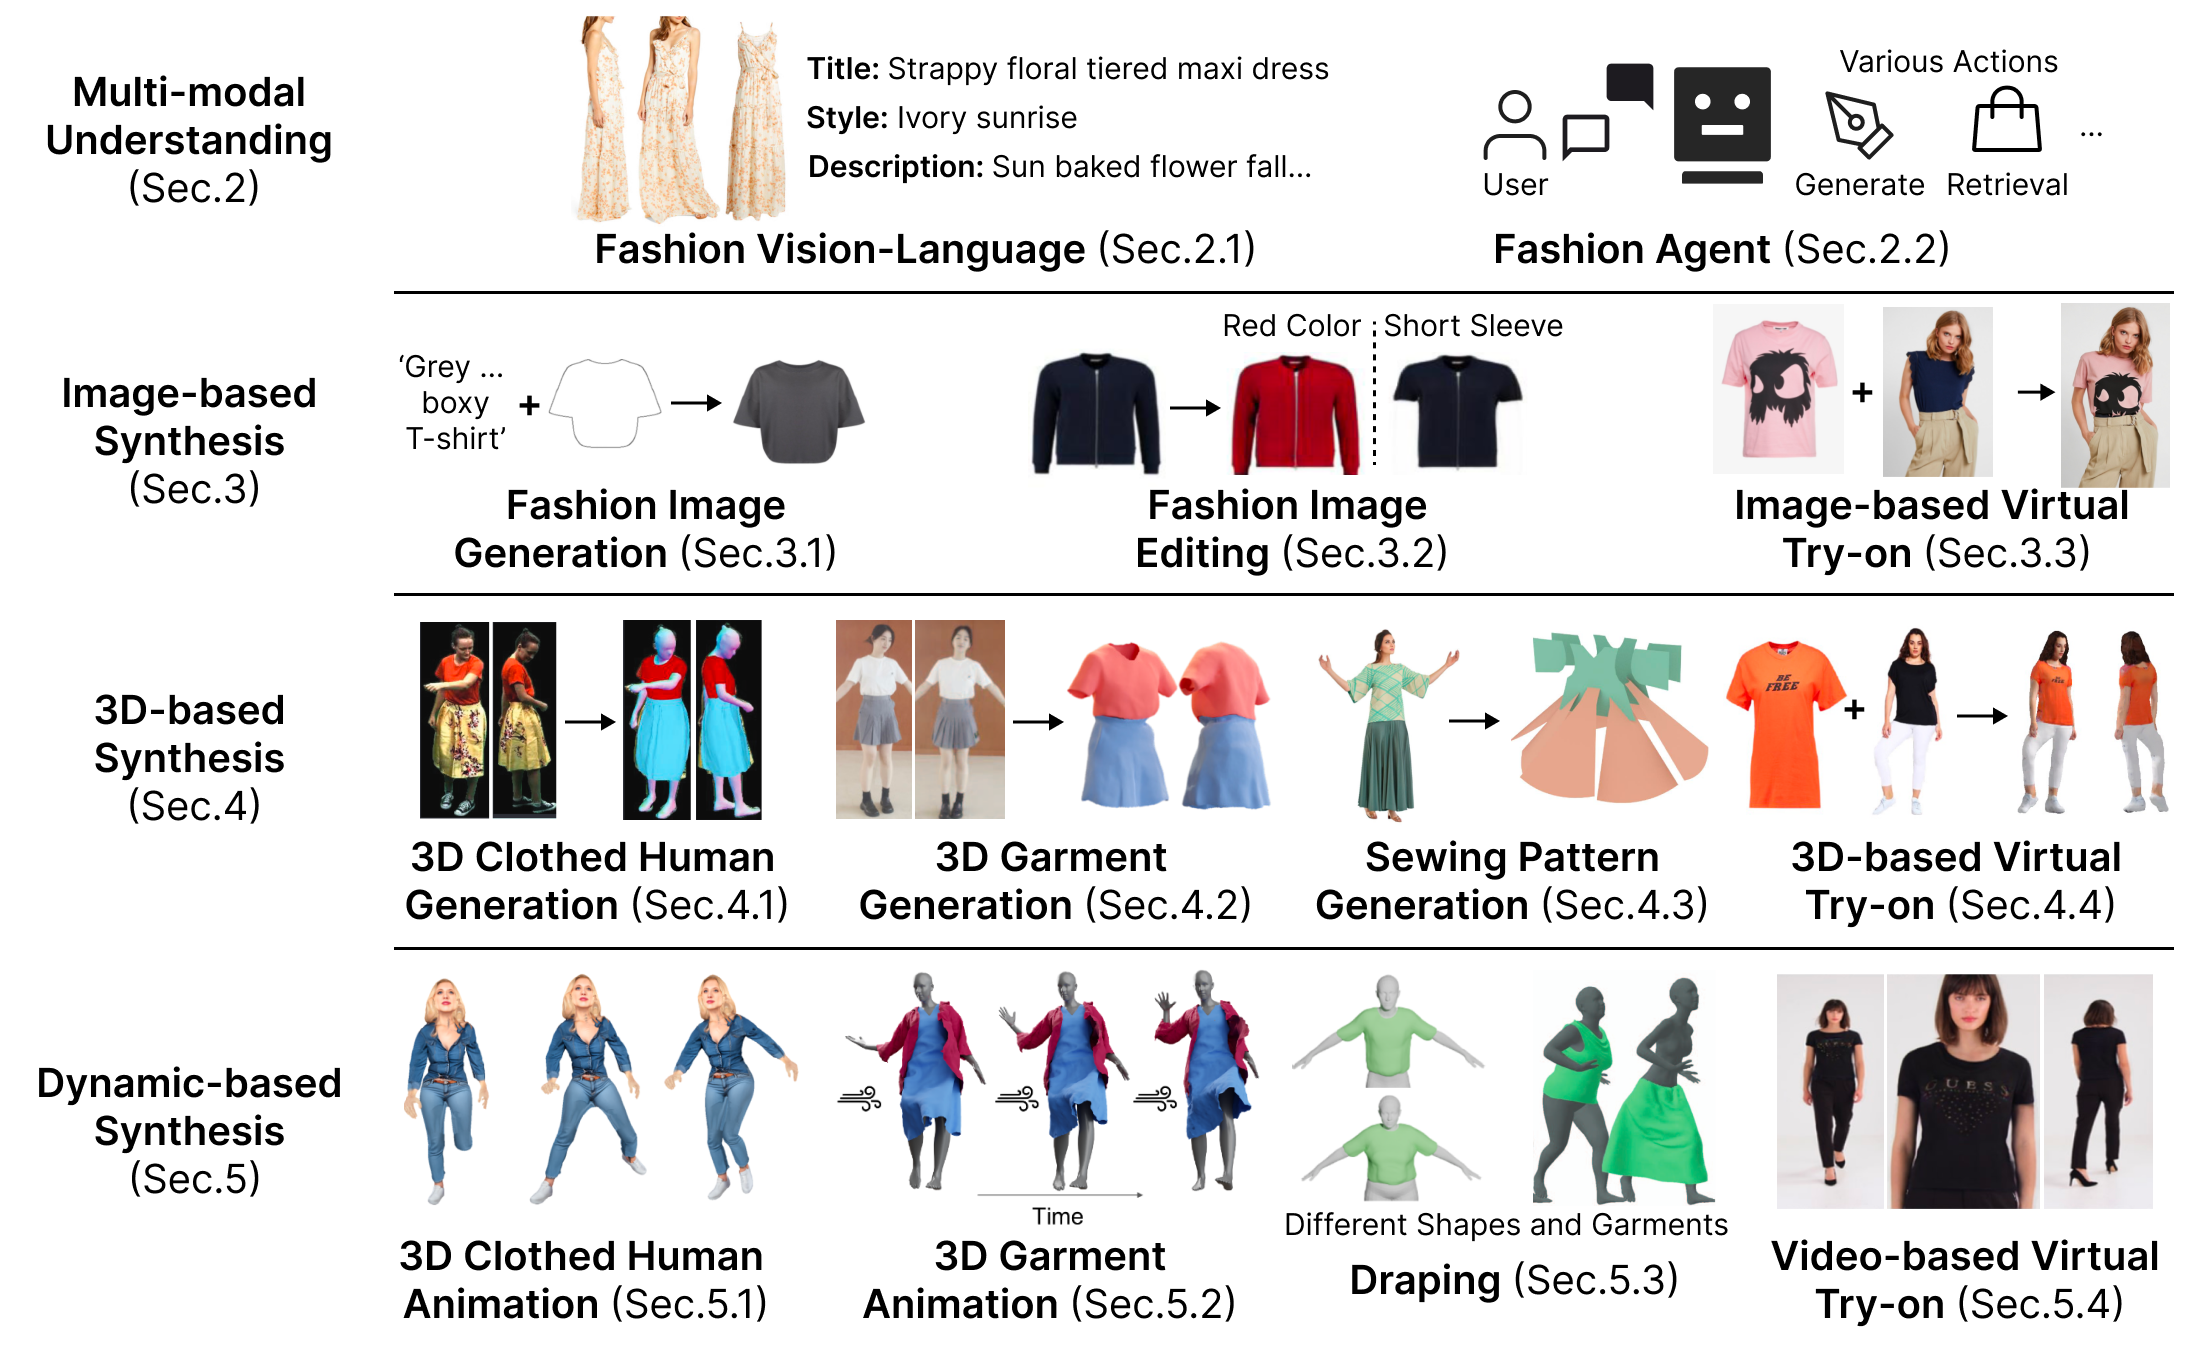 Multi-modal
Understanding
(Sec.2)
Title: Strappy floral tiered maxi dress
Style: Ivory sunrise
Description: Sun baked flower fall...
Fashion Vision-Language (Sec.2.1)
Various Actions
User
Generate
Retrieval
...
Fashion Agent (Sec.2.2)
Image-based
Synthesis
(Sec.3)
‘Grey ...
boxy
T-shirt’
+
Fashion Image
Generation (Sec.3.1)
Red Color
Short Sleeve
Fashion Image
Editing (Sec.3.2)
+
Image-based Virtual
Try-on (Sec.3.3)
3D-based
Synthesis
(Sec.4)
3D Clothed Human
Generation (Sec.4.1)
3D Garment
Generation (Sec.4.2)
Sewing Pattern
Generation (Sec.4.3)
BE
FREE
+
3D-based Virtual
Try-on (Sec.4.4)
Dynamic-based
Synthesis
(Sec.5)
3D Clothed Human
Animation (Sec.5.1)
Time
3D Garment
Animation (Sec.5.2)
Different Shapes and Garments
Draping (Sec.5.3)
GUESS
Video-based Virtual
Try-on (Sec.5.4)